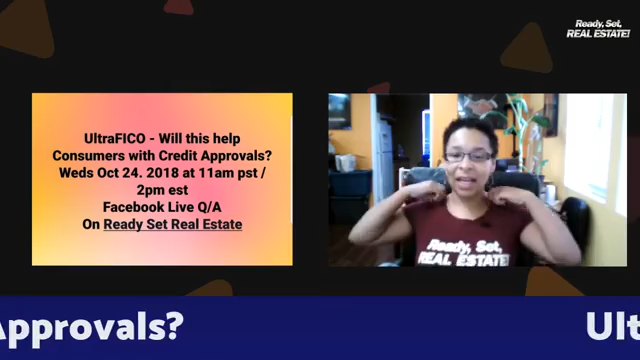 Ready, Set,
REAL ESTATE!
UltraFICO - Will this help
Consumers with Credit Approvals?
Weds Oct 24. 2018 at 11am pst /
2pm est
Facebook Live Q/A
On Ready Set Real Estate
Ready, Set,
REAL ESTATE!
Approvals?
Ult